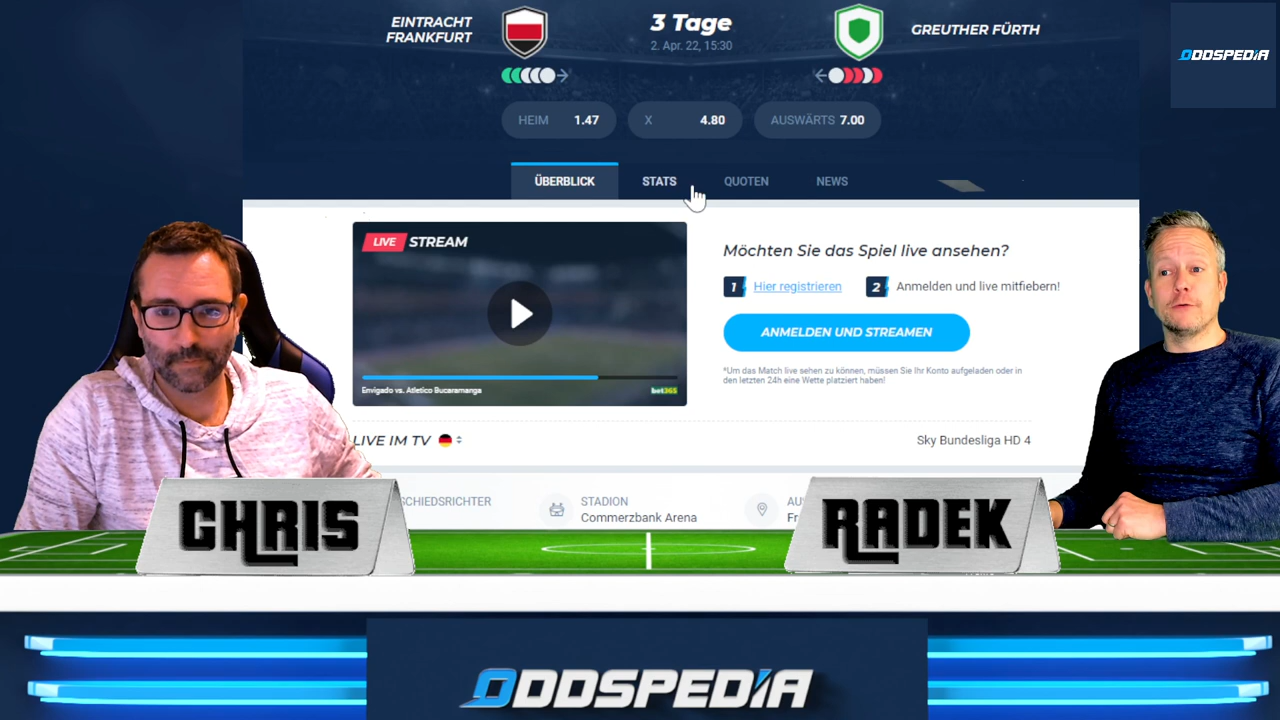 EINTRACHT
FRANKFURT
3 Tage
2. Apr. 22, 15:30
GREUTHER FÜRTH
ODDSPEDIA
HEIM 1.47
X 4.80
AUSWÄRTS 7.00
ÜBERBLICK
STATS
QUOTEN
NEWS
LIVE STREAM
Envigado vs. Atletico Bucaramanga
bet365
Möchten Sie das Spiel live ansehen?
1 Hier registrieren
2 Anmelden und live mitfiebern!
ANMELDEN UND STREAMEN
*Um das Match live sehen zu können, müssen Sie Ihr Konto aufgeladen oder in
den letzten 24h eine Wette platziert haben!
LIVE IM TV
Sky Bundesliga HD 4
SCHIEDSRICHTER
STADION
Commerzbank Arena
AU
Fr
CHRIS
RADEK
ODDSPEDIA